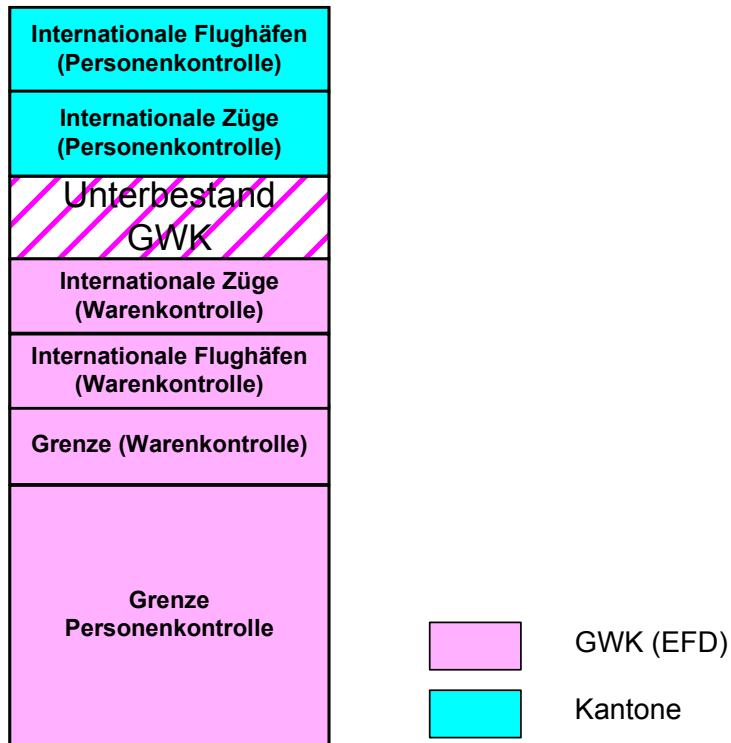 Internationale Flughäfen
(Personenkontrolle)
Internationale Züge
(Personenkontrolle)
Unterbestand
GWK
Internationale Züge
(Warenkontrolle)
Internationale Flughäfen
(Warenkontrolle)
Grenze (Warenkontrolle)
Grenze
Personenkontrolle
GWK (EFD)
Kantone